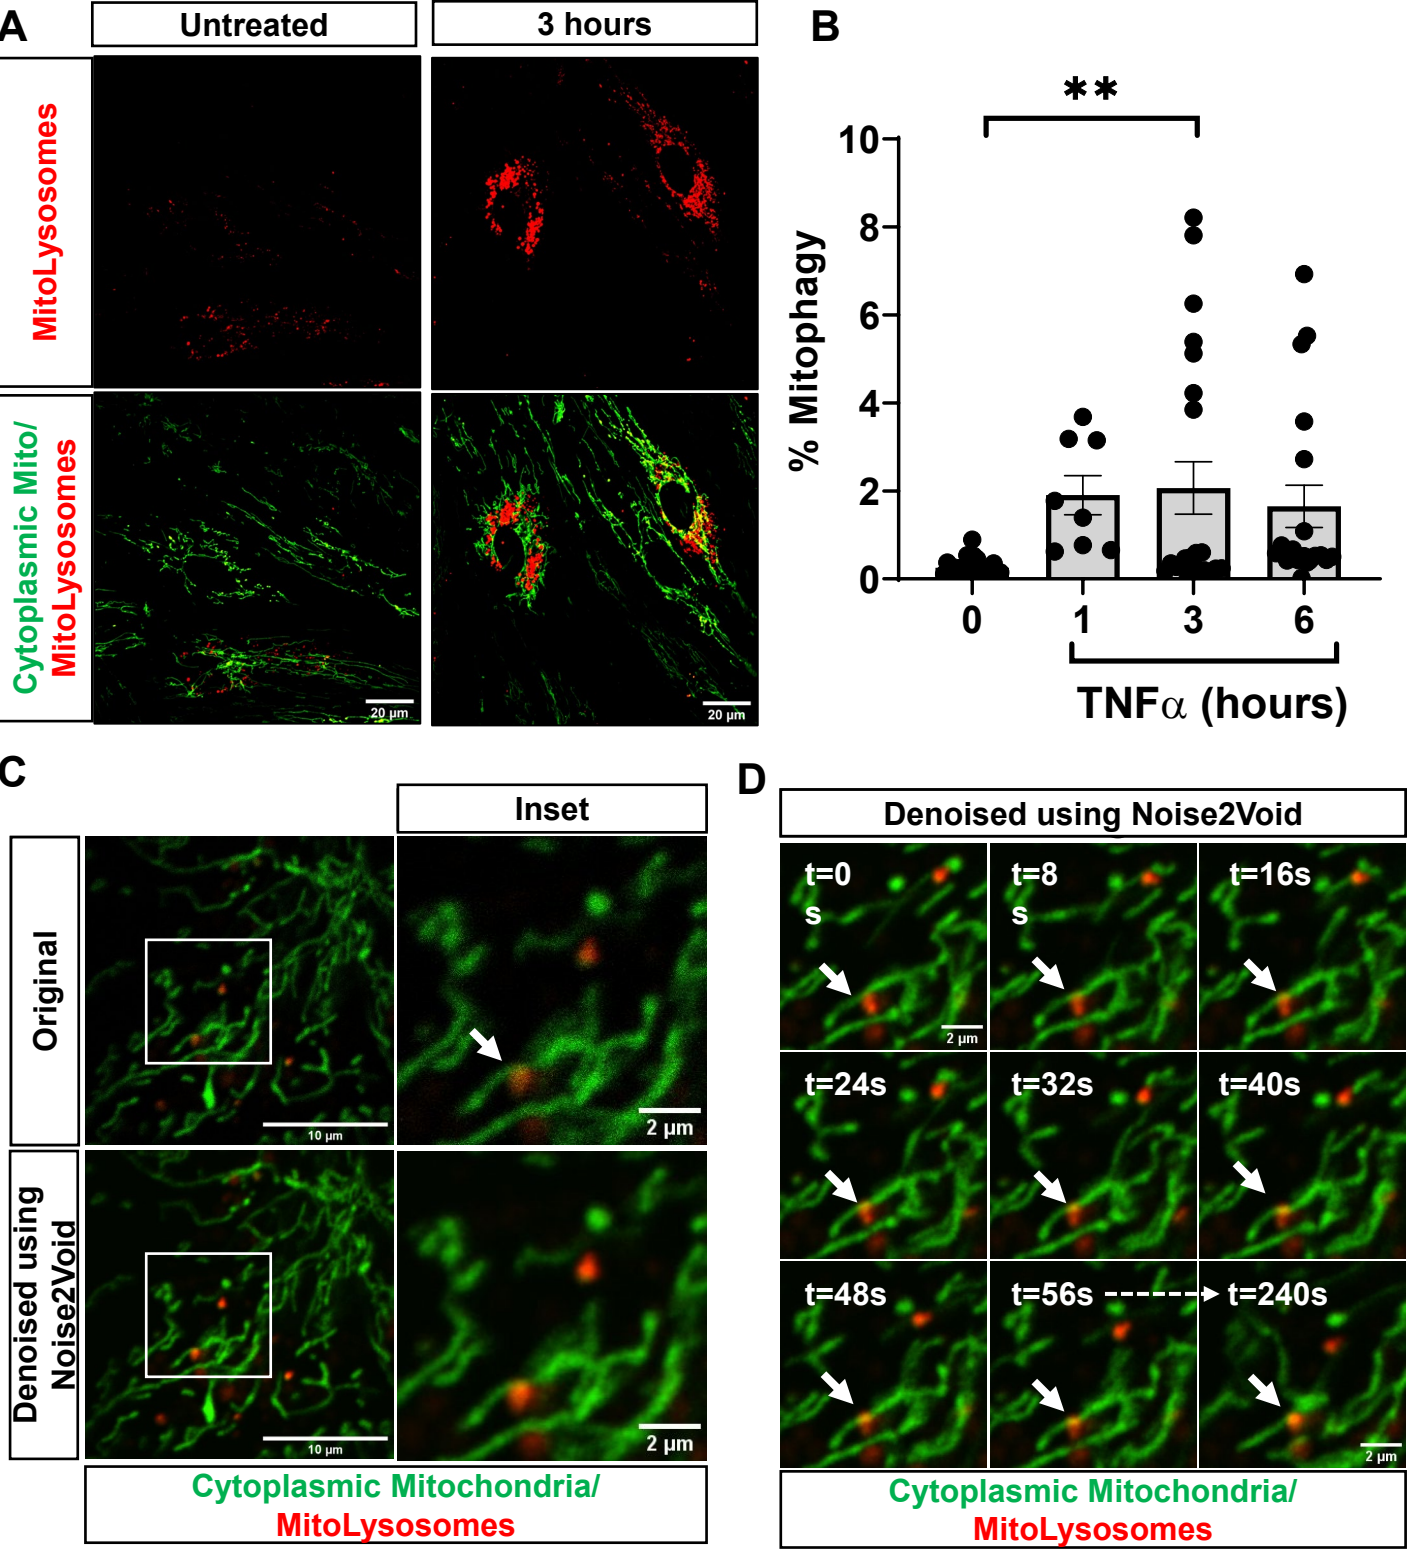 A
Untreated
3 hours
MitoLysosomes
Cytoplasmic Mito/
MitoLysosomes
20 µm
20 µm
B
**
% Mitophagy
10
8
6
4
2
0
0
1
3
6
TNFα (hours)
C
Inset
Original
Denoised using
Noise2Void
10 µm
2 µm
10 µm
2 µm
Cytoplasmic Mitochondria/
MitoLysosomes
D
Denoised using Noise2Void
t=0
s
t=8
s
t=16s
2 µm
t=24s
t=32s
t=40s
t=48s
t=56s
t=240s
2 µm
Cytoplasmic Mitochondria/
MitoLysosomes